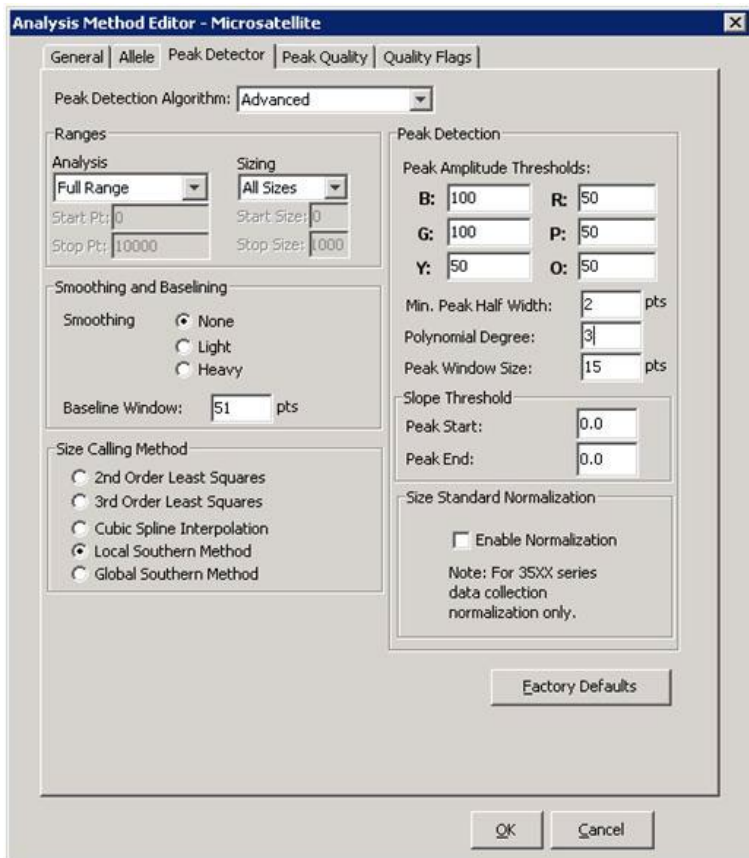 Analysis Method Editor - Microsatellite
General Allele Peak Detector Peak Quality Quality Flags
Peak Detection Algorithm: Advanced
Ranges
Analysis
Full Range
Start Pt: 0
Stop Pt: 10000
Sizing
All Sizes
Start Size: 0
Stop Size: 1000
Smoothing and Baselining
Smoothing
None
Light
Heavy
Baseline Window: 51 pts
Size Calling Method
2nd Order Least Squares
3rd Order Least Squares
Cubic Spline Interpolation
Local Southern Method
Global Southern Method
Peak Detection
Peak Amplitude Thresholds:
B: 100 R: 50
G: 100 P: 50
Y: 50 O: 50
Min. Peak Half Width: 2 pts
Polynomial Degree: 3
Peak Window Size: 15 pts
Slope Threshold
Peak Start: 0.0
Peak End: 0.0
Size Standard Normalization
Enable Normalization
Note: For 35XX series
data collection
normalization only.
Factory Defaults
OK Cancel